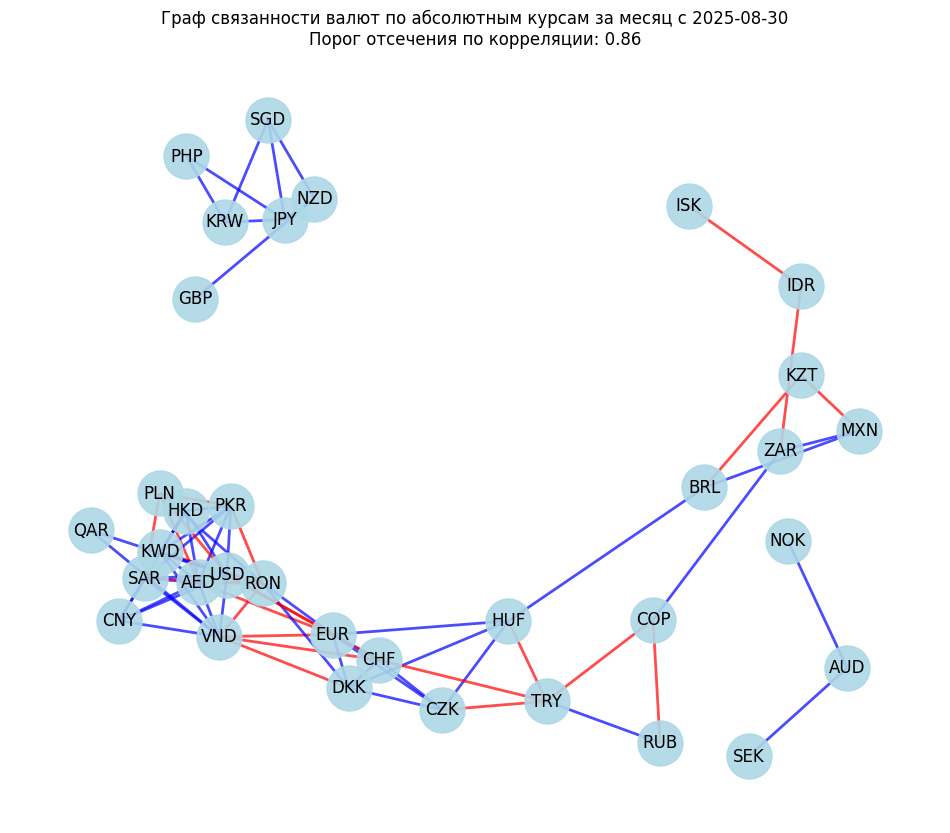 Граф связанности валют по абсолютным курсам за месяц с 2025-08-30
Порог отсечения по корреляции: 0.86
SGD
PHP
NZD
KRW
JPY
ISK
IDR
GBP
KZT
MXN
ZAR
BRL
PLN
HKD
PKR
QAR
KWD
NOK
SAR
AED
USD
RON
CNY
VND
EUR
HUF
COP
CHF
AUD
DKK
CZK
TRY
RUB
SEK